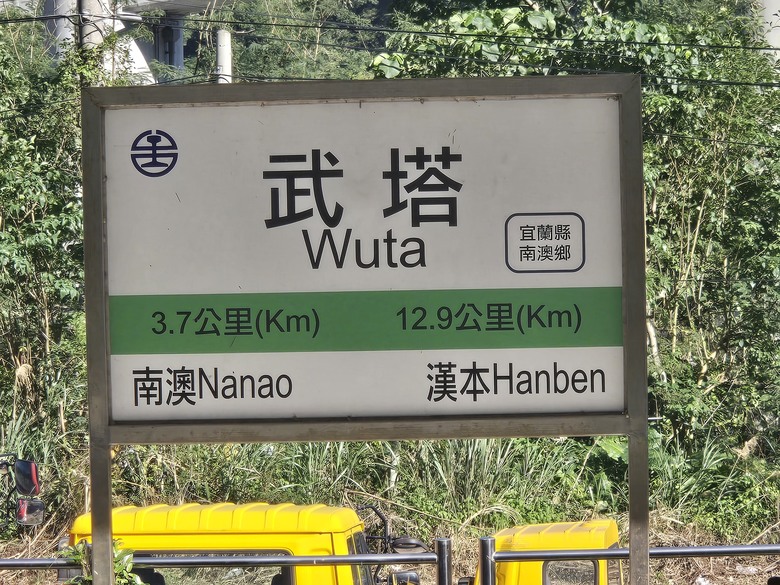 武塔
Wuta
宜蘭縣
南澳鄉
3.7公里(Km) 12.9公里(Km)
南澳Nanao 漢本Hanben